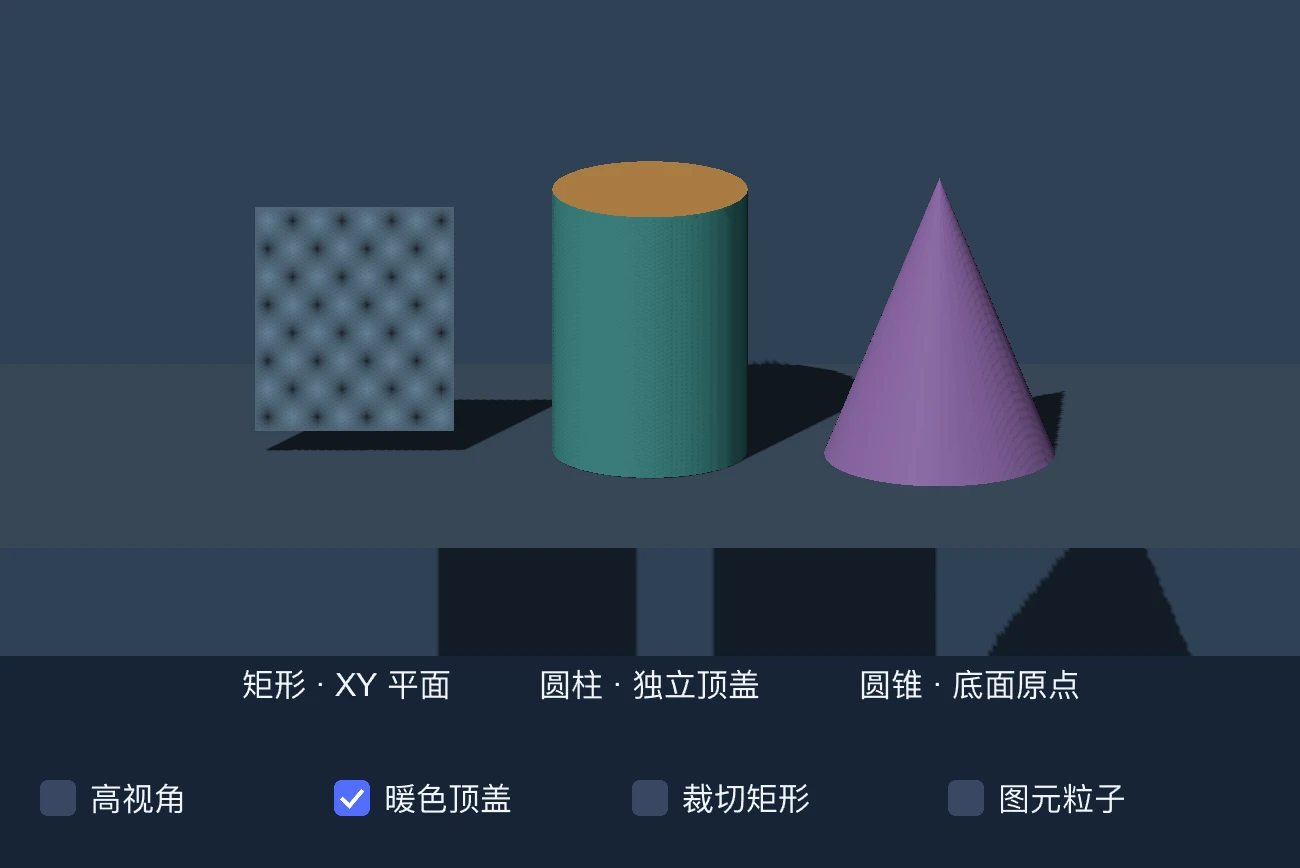 矩形 · XY 平面
圆柱 · 独立顶盖
圆锥 · 底面原点
高视角
暖色顶盖
裁切矩形
图元粒子